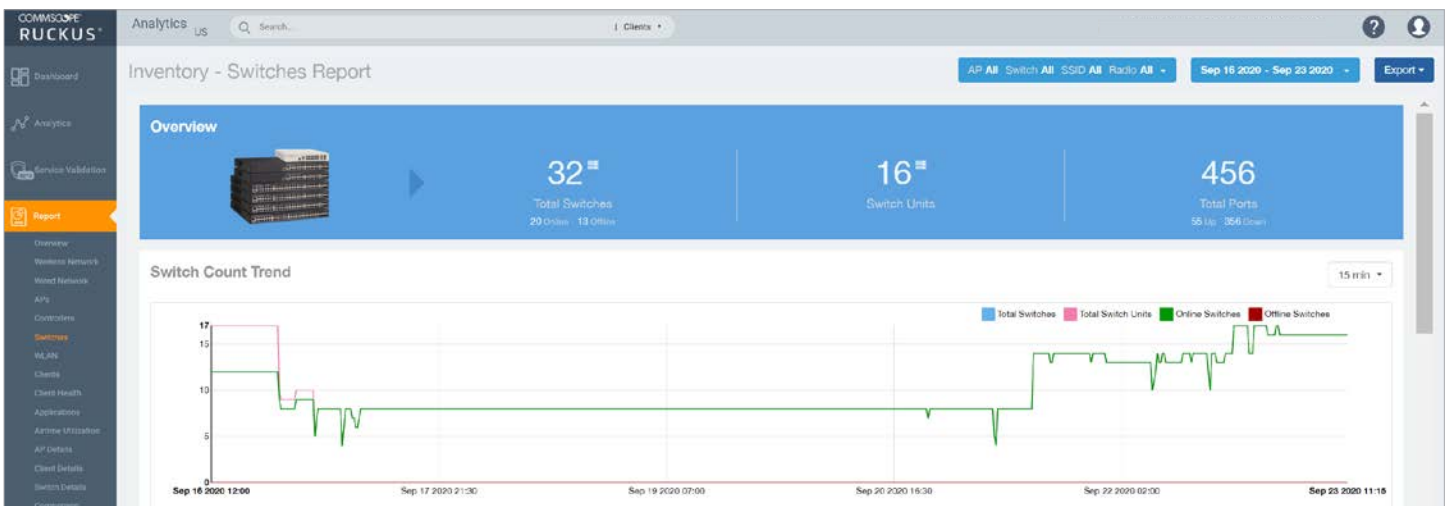 COMMSCOPE
RUCKUS
Analytics US
Search...
Clients
Dashboard
Analytics
Service Validation
Report
Overview
Wireless Network
Wired Network
APs
Controllers
Switches
WLAN
Clients
Client Health
Applications
Airtime Utilization
AP Details
Client Details
Switch Details
Inventory - Switches Report
AP All Switch All SSID All Radio All
Sep 16 2020 - Sep 23 2020
Export
Overview
32
Total Switches
20 Online 13 Offline
16
Switch Units
456
Total Ports
55 Up 356 Down
Switch Count Trend
15 min
Total Switches Total Switch Units Online Switches Offline Switches
17
15
10
5
0
Sep 16 2020 12:00 Sep 17 2020 21:30 Sep 19 2020 07:00 Sep 20 2020 16:30 Sep 22 2020 02:00 Sep 23 2020 11:15